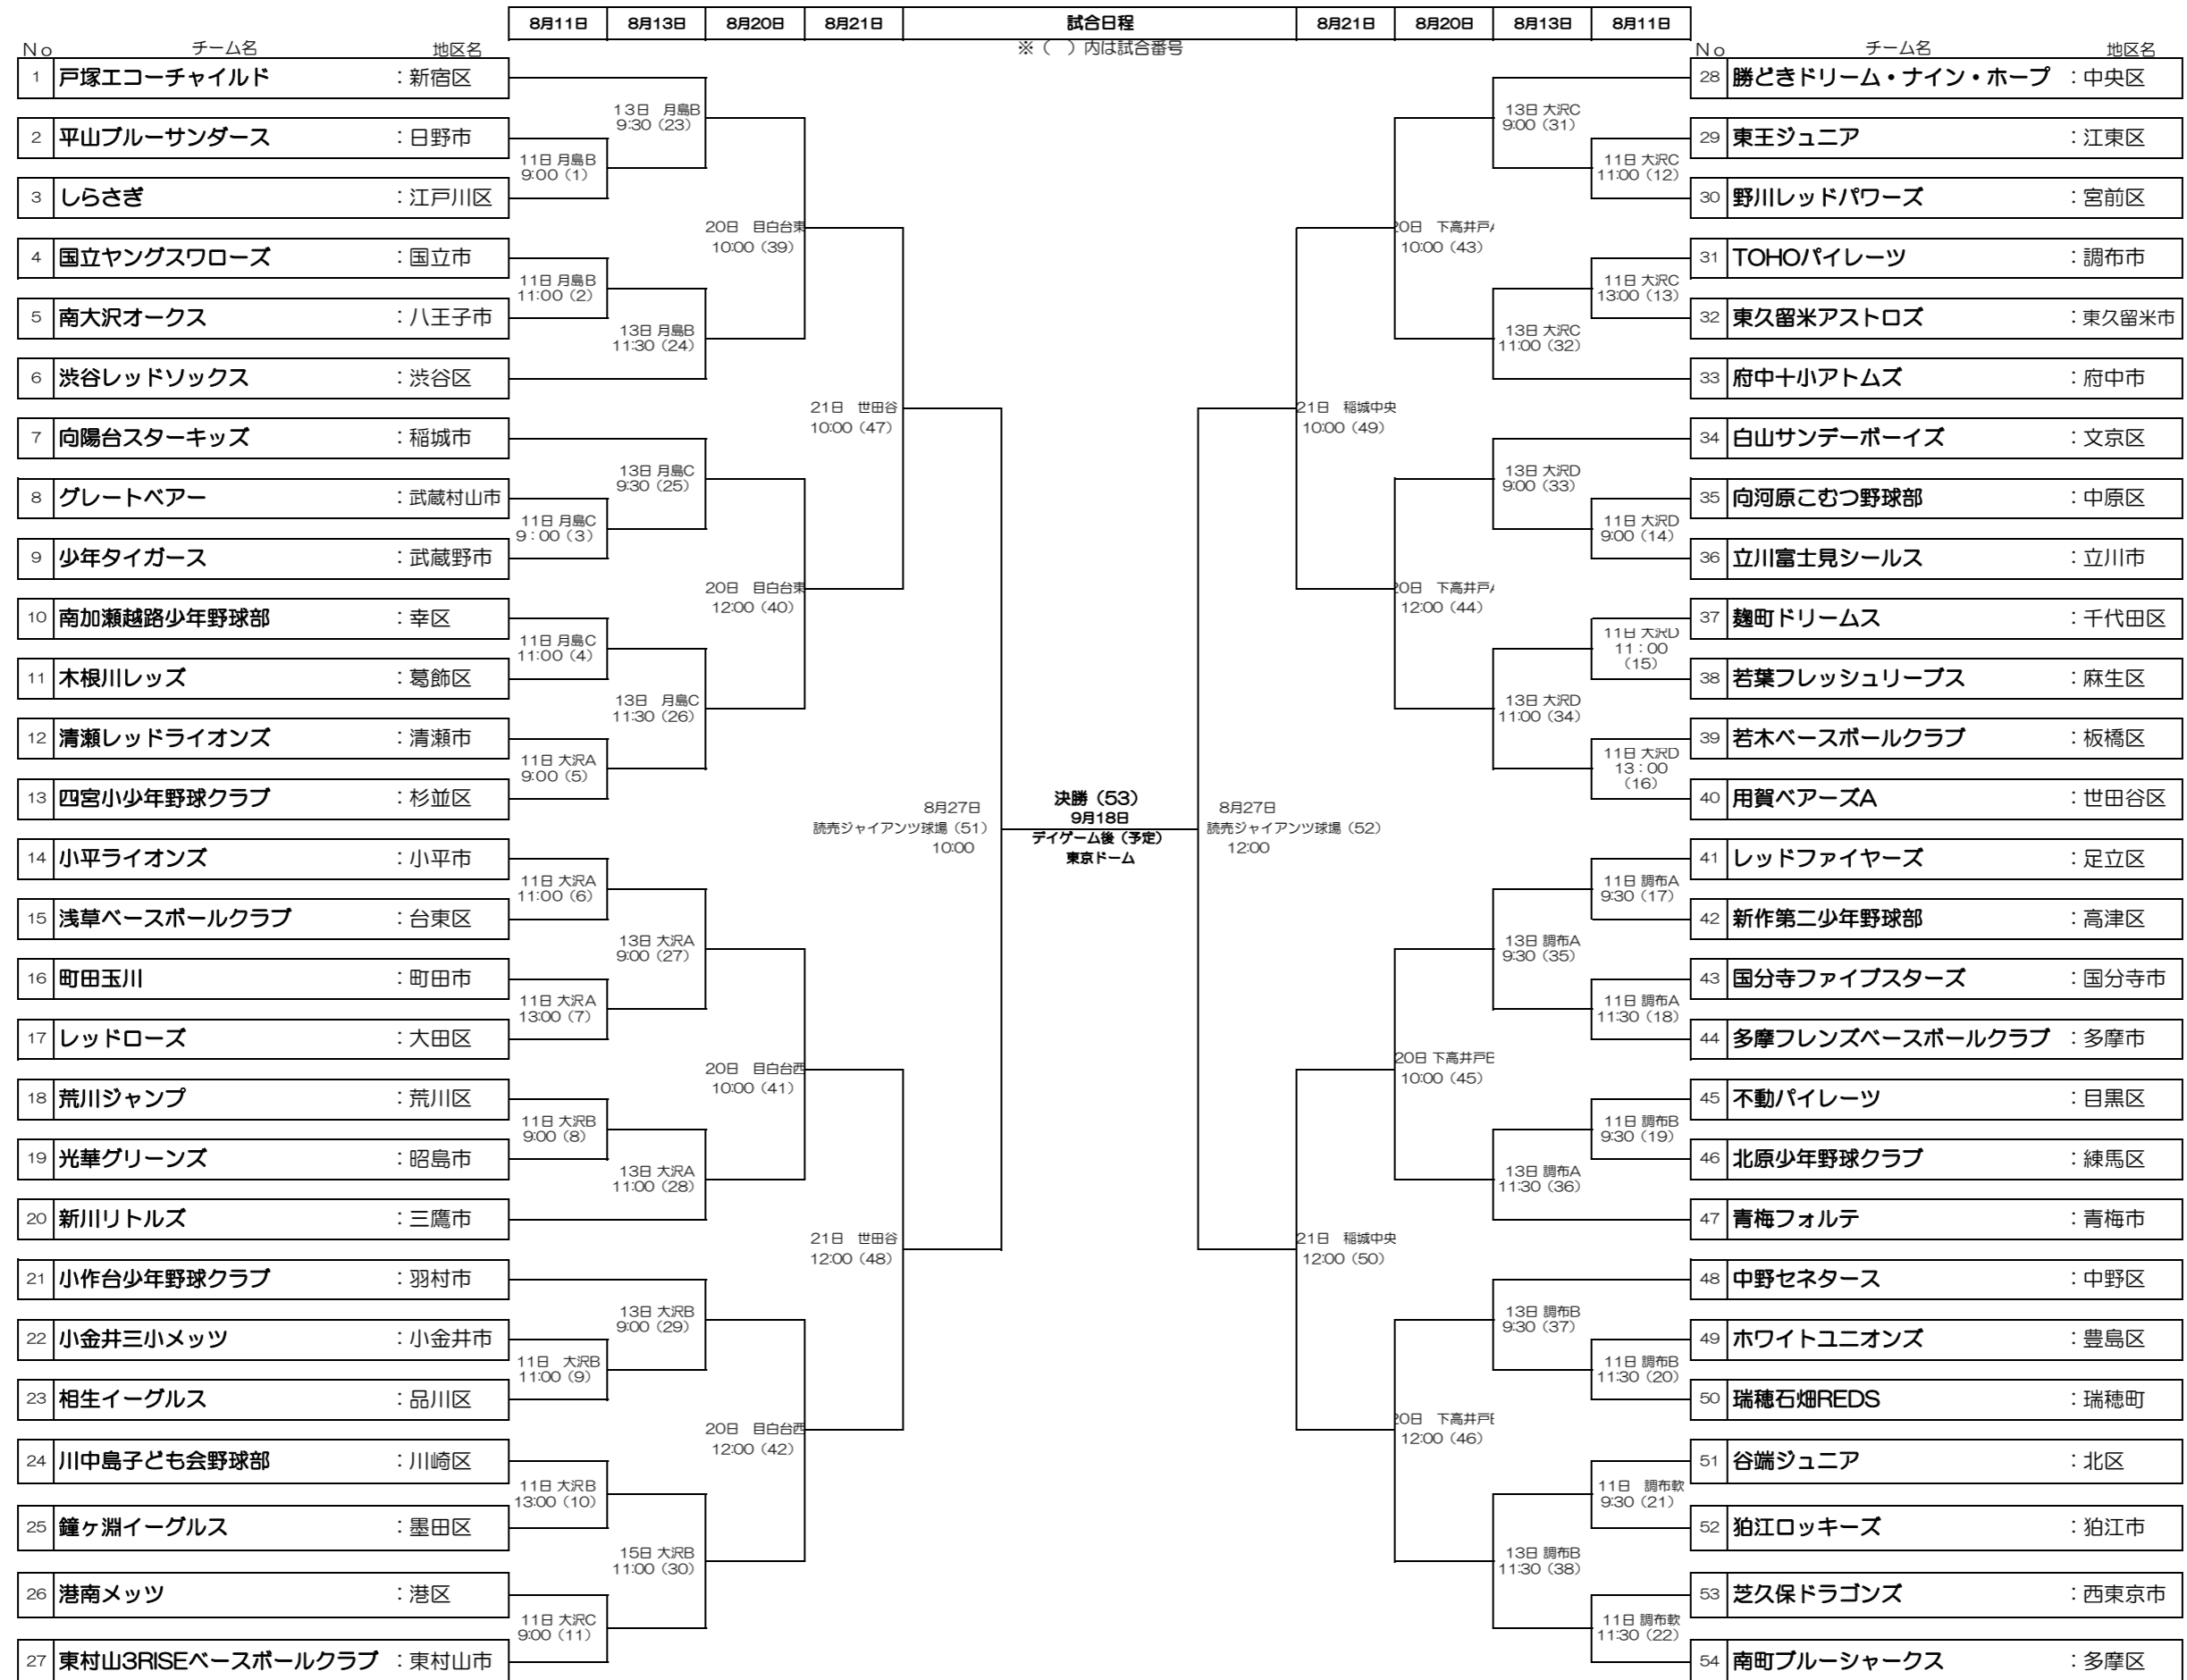 8月11日 8月13日 8月20日 8月21日 試合日程 8月21日 8月20日 8月13日 8月11日
※（　）内は試合番号
No チーム名 地区名
1 戸塚エコーチャイルド ：新宿区
2 平山ブルーサンダース ：日野市
3 しらさぎ ：江戸川区
4 国立ヤングスワローズ ：国立市
5 南大沢オークス ：八王子市
6 渋谷レッドソックス ：渋谷区
7 向陽台スターキッズ ：稲城市
8 グレートベアー ：武蔵村山市
9 少年タイガース ：武蔵野市
10 南加瀬越路少年野球部 ：幸区
11 木根川レッズ ：葛飾区
12 清瀬レッドライオンズ ：清瀬市
13 四宮小少年野球クラブ ：杉並区
14 小平ライオンズ ：小平市
15 浅草ベースボールクラブ ：台東区
16 町田玉川 ：町田市
17 レッドローズ ：大田区
18 荒川ジャンプ ：荒川区
19 光華グリーンズ ：昭島市
20 新川リトルズ ：三鷹市
21 小作台少年野球クラブ ：羽村市
22 小金井三小メッツ ：小金井市
23 相生イーグルス ：品川区
24 川中島子ども会野球部 ：川崎区
25 鐘ヶ淵イーグルス ：墨田区
26 港南メッツ ：港区
27 東村山3RISEベースボールクラブ ：東村山市
11日 月島B
9:00（1）
11日 月島B
11:00（2）
11日 月島C
9：00（3）
11日 月島C
11:00（4）
11日 大沢A
9:00（5）
11日 大沢A
11:00（6）
11日 大沢A
13:00（7）
11日 大沢B
9:00（8）
11日　大沢B
11:00（9）
11日 大沢B
13:00（10）
11日 大沢C
9:00（11）
13日　月島B
9:30（23）
13日 月島B
11:30（24）
13日 月島C
9:30（25）
13日　月島C
11:30（26）
13日 大沢A
9:00（27）
13日 大沢A
11:00（28）
13日 大沢B
9:00（29）
15日 大沢B
11:00（30）
20日　目白台東
10:00（39）
20日　目白台東
12:00（40）
20日　目白台西
10:00（41）
20日　目白台西
12:00（42）
21日　世田谷
10:00（47）
21日　世田谷
12:00（48）
8月27日
読売ジャイアンツ球場（51）
10:00
決勝（53）
9月18日
デイゲーム後（予定）
東京ドーム
8月27日
読売ジャイアンツ球場（52）
12:00
21日　稲城中央
10:00（49）
21日　稲城中央
12:00（50）
20日　下高井戸A
10:00（43）
20日　下高井戸A
12:00（44）
20日 下高井戸B
10:00（45）
20日　下高井戸B
12:00（46）
13日 大沢C
9:00（31）
13日 大沢C
11:00（32）
13日 大沢D
9:00（33）
13日 大沢D
11:00（34）
13日 調布A
9:30（35）
13日 調布A
11:30（36）
13日 調布B
9:30（37）
13日 調布B
11:30（38）
11日 大沢C
11:00（12）
11日 大沢C
13:00（13）
11日 大沢D
9:00（14）
11日 大沢D
11：00
（15）
11日 大沢D
13：00
（16）
11日 調布A
9:30（17）
11日 調布A
11:30（18）
11日 調布B
9:30（19）
11日 調布B
11:30（20）
11日　調布軟
9:30（21）
11日 調布軟
11:30（22）
No チーム名 地区名
28 勝どきドリーム・ナイン・ホープ ：中央区
29 東王ジュニア ：江東区
30 野川レッドパワーズ ：宮前区
31 TOHOパイレーツ ：調布市
32 東久留米アストロズ ：東久留米市
33 府中十小アトムズ ：府中市
34 白山サンデーボーイズ ：文京区
35 向河原こむつ野球部 ：中原区
36 立川富士見シールス ：立川市
37 麹町ドリームス ：千代田区
38 若葉フレッシュリーブス ：麻生区
39 若木ベースボールクラブ ：板橋区
40 用賀ベアーズA ：世田谷区
41 レッドファイヤーズ ：足立区
42 新作第二少年野球部 ：高津区
43 国分寺ファイブスターズ ：国分寺市
44 多摩フレンズベースボールクラブ ：多摩市
45 不動パイレーツ ：目黒区
46 北原少年野球クラブ ：練馬区
47 青梅フォルテ ：青梅市
48 中野セネタース ：中野区
49 ホワイトユニオンズ ：豊島区
50 瑞穂石畑REDS ：瑞穂町
51 谷端ジュニア ：北区
52 狛江ロッキーズ ：狛江市
53 芝久保ドラゴンズ ：西東京市
54 南町ブルーシャークス ：多摩区